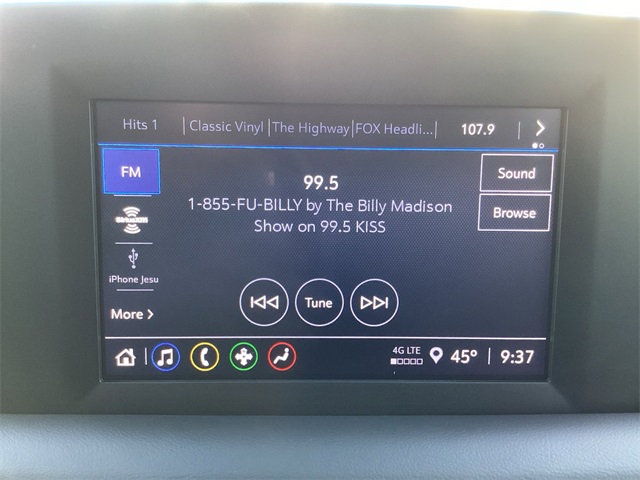 Hits 1 Classic Vinyl The Highway FOX Headli... 107.9
FM
99.5
Sound
1-855-FU-BILLY by The Billy Madison
Show on 99.5 KISS
Browse
SiriusXM
iPhone Jesu
Tune
More
4G LTE
45° 9:37